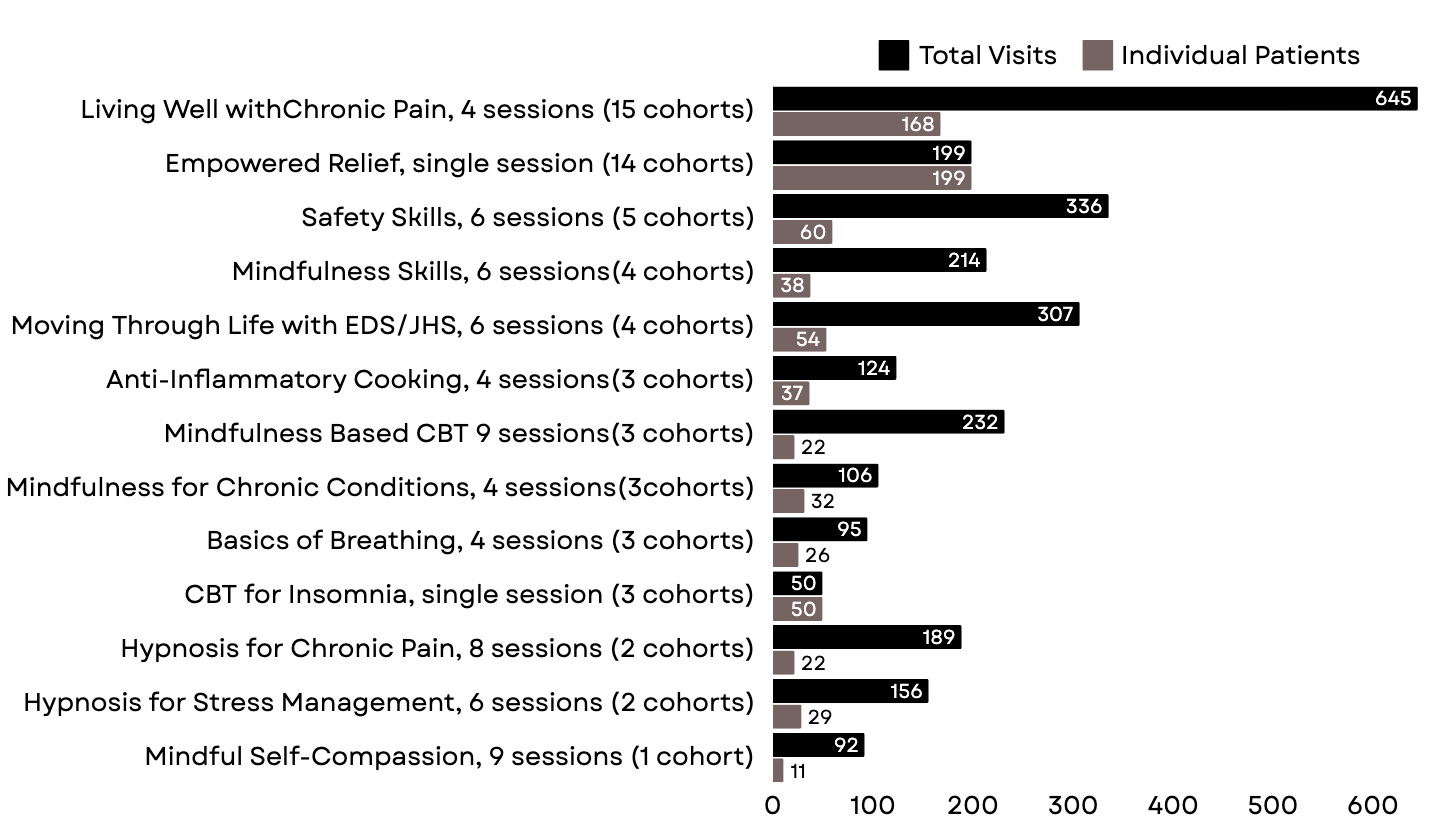 Total Visits Individual Patients
Living Well withChronic Pain, 4 sessions (15 cohorts) 645
168
Empowered Relief, single session (14 cohorts) 199
199
Safety Skills, 6 sessions (5 cohorts) 336
60
Mindfulness Skills, 6 sessions(4 cohorts) 214
38
Moving Through Life with EDS/JHS, 6 sessions (4 cohorts) 307
54
Anti-Inflammatory Cooking, 4 sessions(3 cohorts) 124
37
Mindfulness Based CBT 9 sessions(3 cohorts) 232
22
Mindfulness for Chronic Conditions, 4 sessions(3cohorts) 106
32
Basics of Breathing, 4 sessions (3 cohorts) 95
26
CBT for Insomnia, single session (3 cohorts) 50
50
Hypnosis for Chronic Pain, 8 sessions (2 cohorts) 189
22
Hypnosis for Stress Management, 6 sessions (2 cohorts) 156
29
Mindful Self-Compassion, 9 sessions (1 cohort) 92
11
0 100 200 300 400 500 600